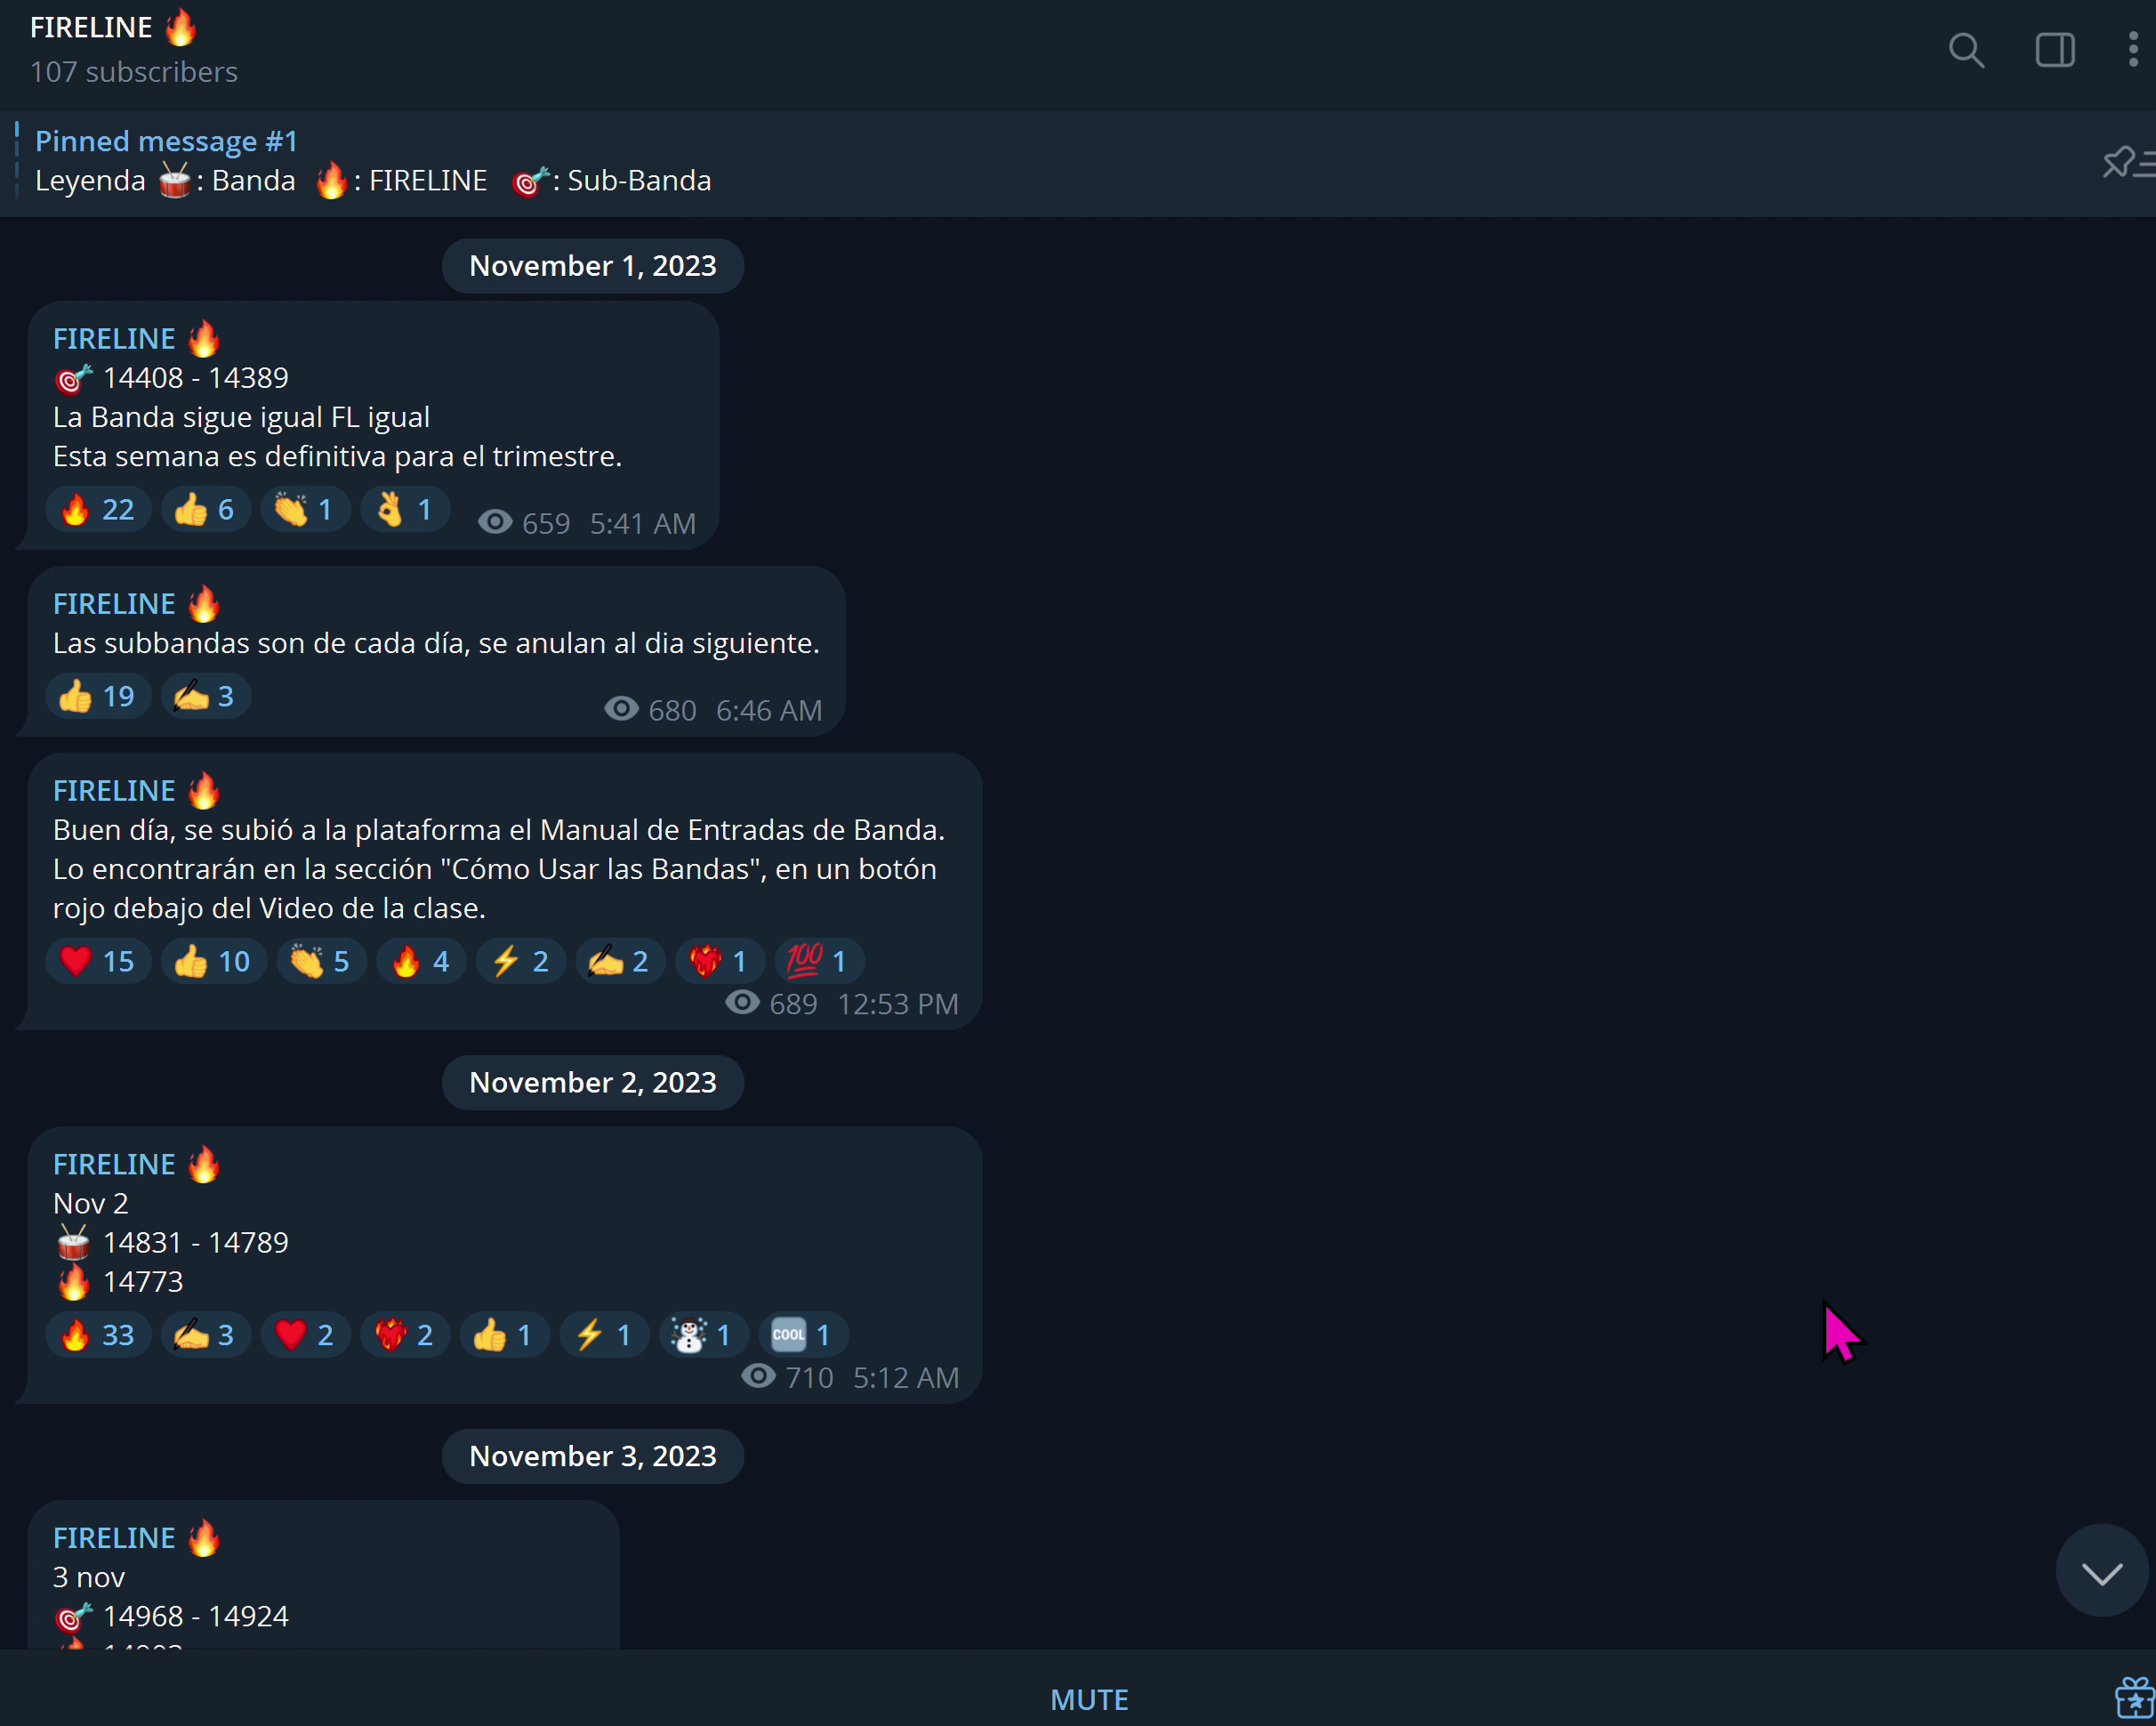 FIRELINE 🔥
107 subscribers
Pinned message #1
Leyenda 🥁: Banda 🔥: FIRELINE 🎯: Sub-Banda
November 1, 2023
FIRELINE 🔥
🎯 14408 - 14389
La Banda sigue igual FL igual
Esta semana es definitiva para el trimestre.
🔥 22 👍 6 👏 1 👌 1 659 5:41 AM
FIRELINE 🔥
Las subbandas son de cada día, se anulan al dia siguiente.
👍 19 ✍ 3 680 6:46 AM
FIRELINE 🔥
Buen día, se subió a la plataforma el Manual de Entradas de Banda.
Lo encontrarán en la sección "Cómo Usar las Bandas", en un botón
rojo debajo del Video de la clase.
❤ 15 👍 10 👏 5 🔥 4 ⚡ 2 ✍ 2 ❤‍🔥 1 💯 1
689 12:53 PM
November 2, 2023
FIRELINE 🔥
Nov 2
🥁 14831 - 14789
🔥 14773
🔥 33 ✍ 3 ❤ 2 ❤‍🔥 2 👍 1 ⚡ 1 ☃ 1 🆒 1
710 5:12 AM
November 3, 2023
FIRELINE 🔥
3 nov
🎯 14968 - 14924
MUTE